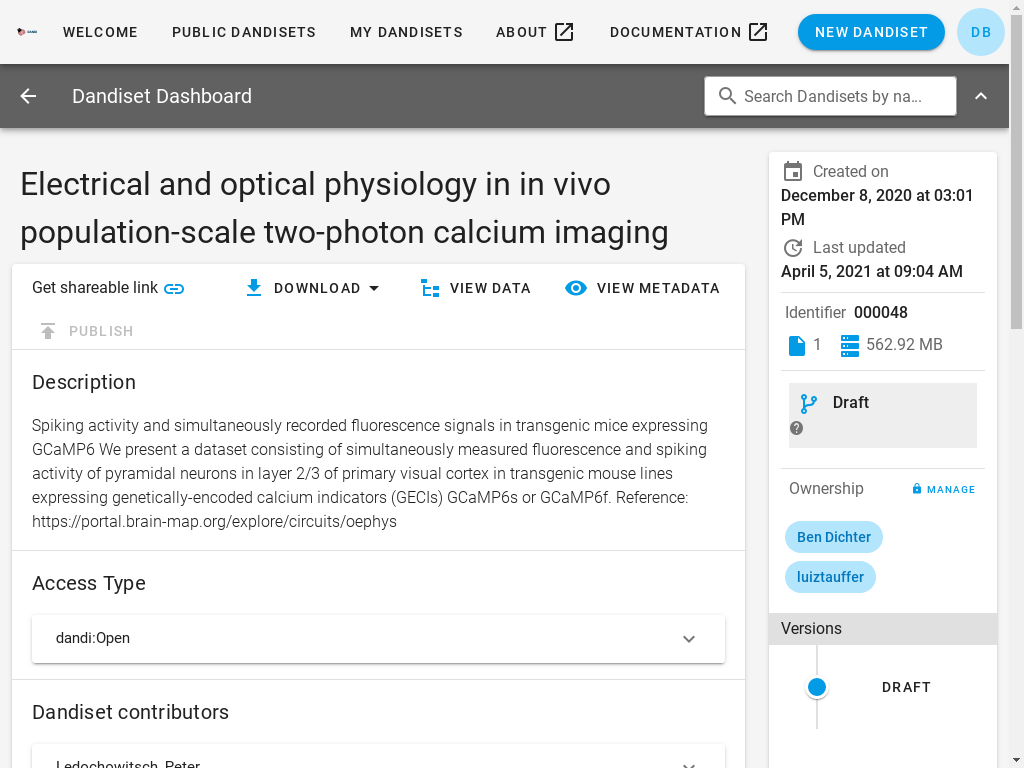 WELCOME PUBLIC DANDISETS MY DANDISETS ABOUT DOCUMENTATION NEW DANDISET DB
Dandiset Dashboard Search Dandisets by na...
Electrical and optical physiology in in vivo
population-scale two-photon calcium imaging
Get shareable link DOWNLOAD VIEW DATA VIEW METADATA
PUBLISH
Description
Spiking activity and simultaneously recorded fluorescence signals in transgenic mice expressing
GCaMP6 We present a dataset consisting of simultaneously measured fluorescence and spiking
activity of pyramidal neurons in layer 2/3 of primary visual cortex in transgenic mouse lines
expressing genetically-encoded calcium indicators (GECIs) GCaMP6s or GCaMP6f. Reference:
https://portal.brain-map.org/explore/circuits/oephys
Access Type
dandi:Open
Dandiset contributors
Ledochowitsch, Peter
Created on
December 8, 2020 at 03:01
PM
Last updated
April 5, 2021 at 09:04 AM
Identifier 000048
1 562.92 MB
Draft
Ownership MANAGE
Ben Dichter
luiztauffer
Versions
DRAFT